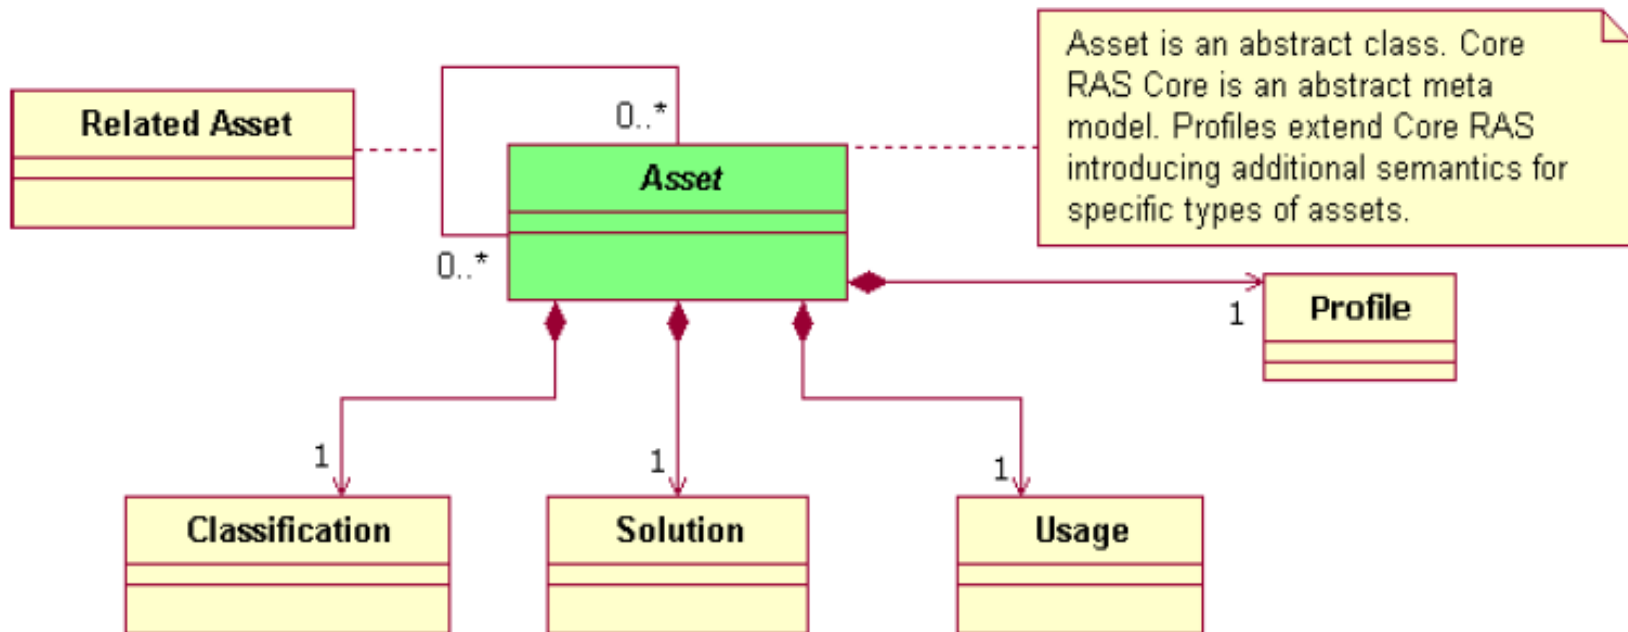 Related Asset
0..*
Asset
0..*
Asset is an abstract class. Core
RAS Core is an abstract meta
model. Profiles extend Core RAS
introducing additional semantics for
specific types of assets.
1
Profile
1
1
1
Classification
Solution
Usage